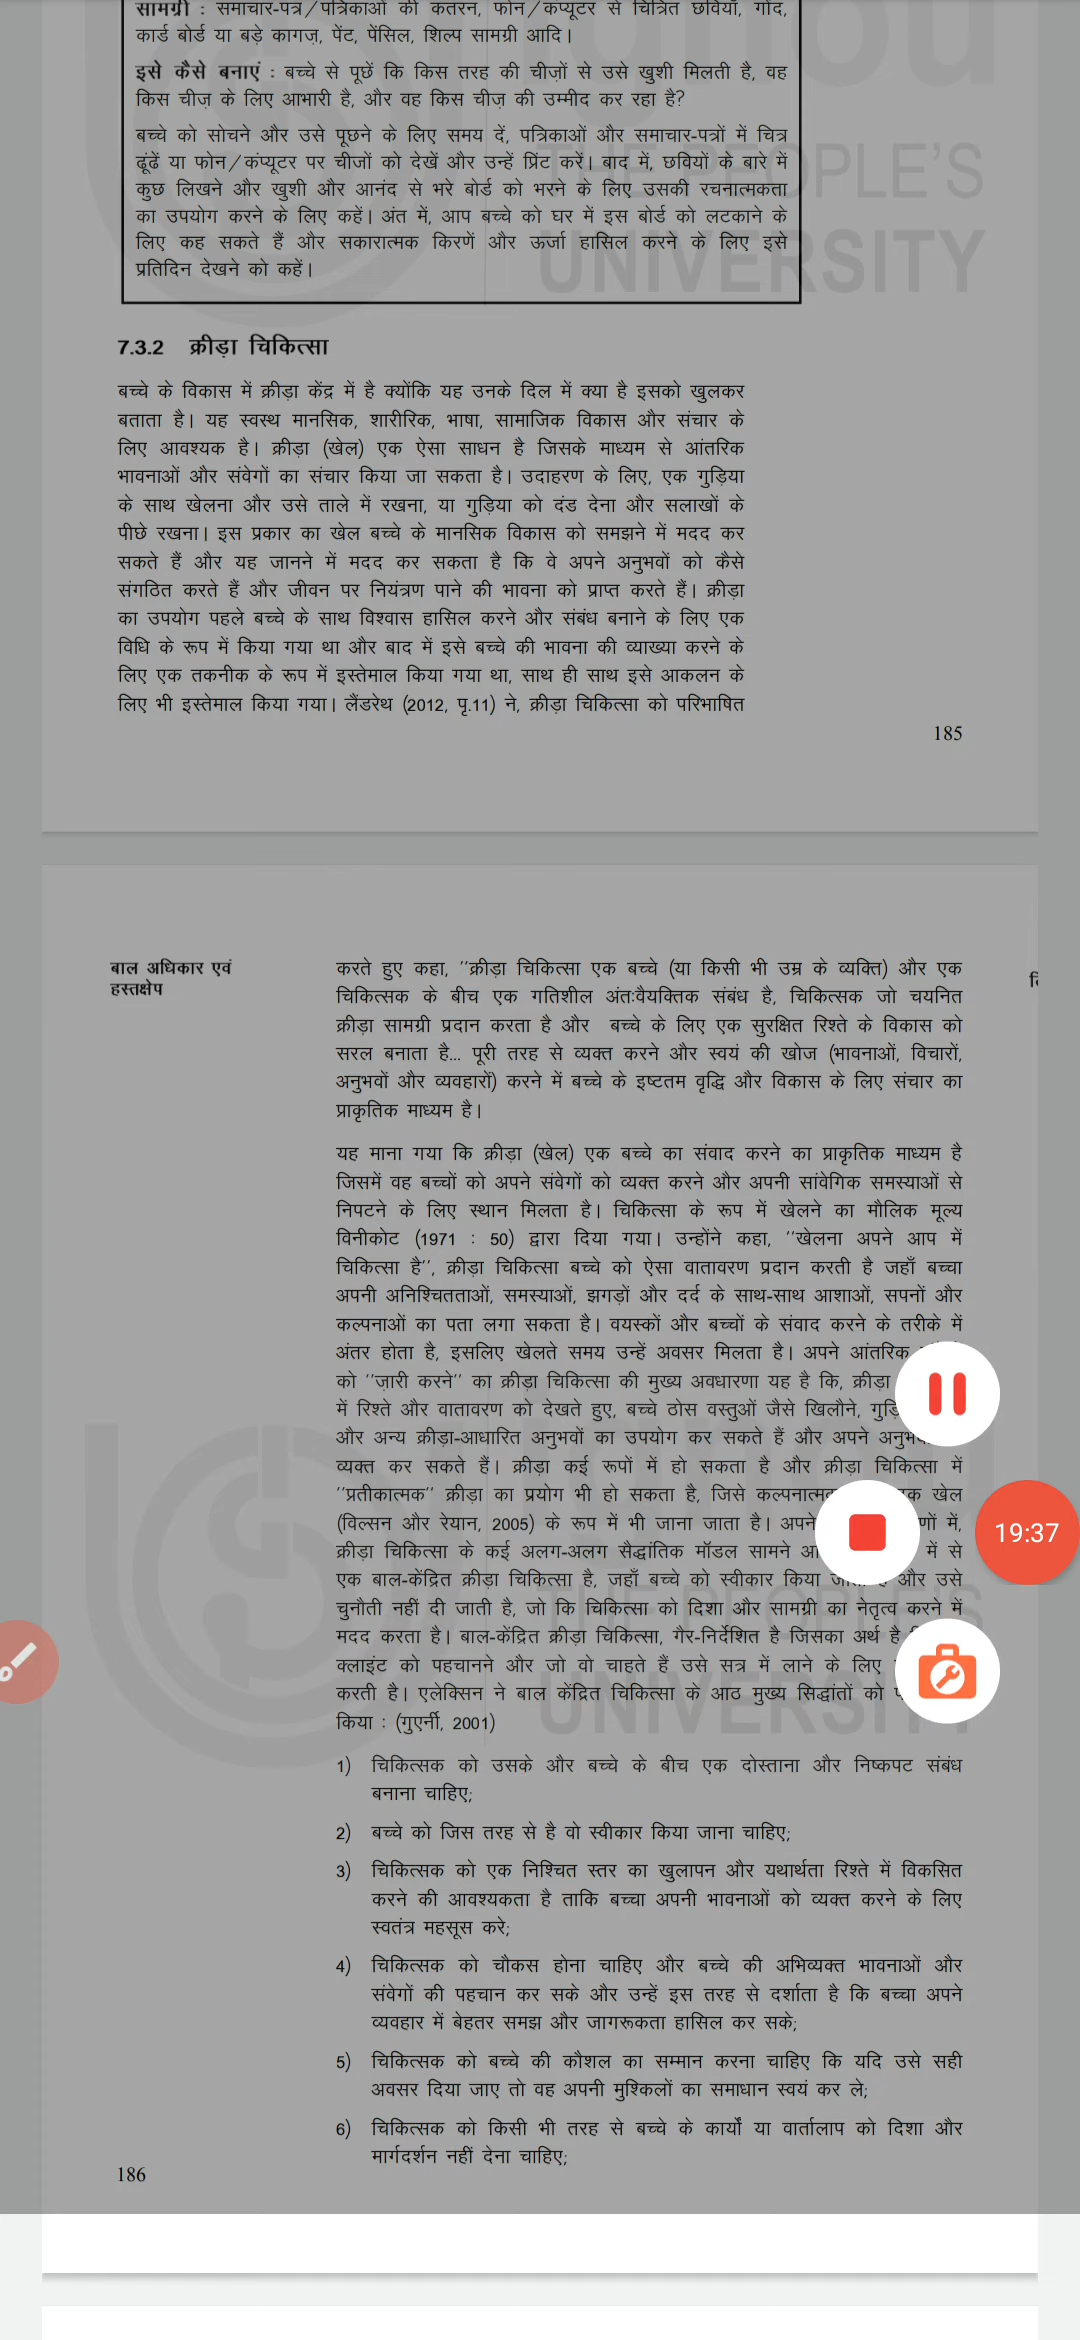 सामग्री : समाचार-पत्र/पत्रिकाओं की कतरन, फोन/कंप्यूटर से चित्रित छवियाँ, गोंद,
कार्ड बोर्ड या बड़े कागज़, पेंट, पेंसिल, शिल्प सामग्री आदि।
इसे कैसे बनाएं : बच्चे से पूछें कि किस तरह की चीज़ों से उसे खुशी मिलती है, वह
किस चीज़ के लिए आभारी है, और वह किस चीज़ की उम्मीद कर रहा है?
बच्चे को सोचने और उसे पूछने के लिए समय दें, पत्रिकाओं और समाचार-पत्रों में चित्र
ढूंढें या फोन/कंप्यूटर पर चीजों को देखें और उन्हें प्रिंट करें। बाद में, छवियों के बारे में
कुछ लिखने और खुशी और आनंद से भरे बोर्ड को भरने के लिए उसकी रचनात्मकता
का उपयोग करने के लिए कहें। अंत में, आप बच्चे को घर में इस बोर्ड को लटकाने के
लिए कह सकते हैं और सकारात्मक किरणें और ऊर्जा हासिल करने के लिए इसे
प्रतिदिन देखने को कहें।
ignou
THE PEOPLE'S
UNIVERSITY
7.3.2 क्रीड़ा चिकित्सा
बच्चे के विकास में क्रीड़ा केंद्र में है क्योंकि यह उनके दिल में क्या है इसको खुलकर
बताता है। यह स्वस्थ मानसिक, शारीरिक, भाषा, सामाजिक विकास और संचार के
लिए आवश्यक है। क्रीड़ा (खेल) एक ऐसा साधन है जिसके माध्यम से आंतरिक
भावनाओं और संवेगों का संचार किया जा सकता है। उदाहरण के लिए, एक गुड़िया
के साथ खेलना और उसे ताले में रखना, या गुड़िया को दंड देना और सलाखों के
पीछे रखना। इस प्रकार का खेल बच्चे के मानसिक विकास को समझने में मदद कर
सकते हैं और यह जानने में मदद कर सकता है कि वे अपने अनुभवों को कैसे
संगठित करते हैं और जीवन पर नियंत्रण पाने की भावना को प्राप्त करते हैं। क्रीड़ा
का उपयोग पहले बच्चे के साथ विश्वास हासिल करने और संबंध बनाने के लिए एक
विधि के रूप में किया गया था और बाद में इसे बच्चे की भावना की व्याख्या करने के
लिए एक तकनीक के रूप में इस्तेमाल किया गया था, साथ ही साथ इसे आकलन के
लिए भी इस्तेमाल किया गया। लैंडरेथ (2012, पृ.11) ने, क्रीड़ा चिकित्सा को परिभाषित
185
बाल अधिकार एवं
हस्तक्षेप
करते हुए कहा, ''क्रीड़ा चिकित्सा एक बच्चे (या किसी भी उम्र के व्यक्ति) और एक
चिकित्सक के बीच एक गतिशील अंतःवैयक्तिक संबंध है, चिकित्सक जो चयनित
क्रीड़ा सामग्री प्रदान करता है और बच्चे के लिए एक सुरक्षित रिश्ते के विकास को
सरल बनाता है... पूरी तरह से व्यक्त करने और स्वयं की खोज (भावनाओं, विचारों,
अनुभवों और व्यवहारों) करने में बच्चे के इष्टतम वृद्धि और विकास के लिए संचार का
प्राकृतिक माध्यम है।
यह माना गया कि क्रीड़ा (खेल) एक बच्चे का संवाद करने का प्राकृतिक माध्यम है
जिसमें वह बच्चों को अपने संवेगों को व्यक्त करने और अपनी सांवेगिक समस्याओं से
निपटने के लिए स्थान मिलता है। चिकित्सा के रूप में खेलने का मौलिक मूल्य
विनीकोट (1971 : 50) द्वारा दिया गया। उन्होंने कहा, ''खेलना अपने आप में
चिकित्सा है'', क्रीड़ा चिकित्सा बच्चे को ऐसा वातावरण प्रदान करती है जहाँ बच्चा
अपनी अनिश्चितताओं, समस्याओं, झगड़ों और दर्द के साथ-साथ आशाओं, सपनों और
कल्पनाओं का पता लगा सकता है। वयस्कों और बच्चों के संवाद करने के तरीके में
अंतर होता है, इसलिए खेलते समय उन्हें अवसर मिलता है। अपने आंतरिक
को ''ज़ारी करने'' का क्रीड़ा चिकित्सा की मुख्य अवधारणा यह है कि, क्रीड़ा
में रिश्ते और वातावरण को देखते हुए, बच्चे ठोस वस्तुओं जैसे खिलौने,
और अन्य क्रीड़ा-आधारित अनुभवों का उपयोग कर सकते हैं और अपने
व्यक्त कर सकते हैं। क्रीड़ा कई रूपों में हो सकता है और क्रीड़ा चिकित्सा में
''प्रतीकात्मक'' क्रीड़ा का प्रयोग भी हो सकता है, जिसे खेल
(विल्सन और रेयान, 2005) के रूप में भी जाना जाता है। अपने में,
क्रीड़ा चिकित्सा के कई अलग-अलग सैद्धांतिक मॉडल सामने में से
एक बाल-केंद्रित क्रीड़ा चिकित्सा है, जहाँ बच्चे को स्वीकार किया और उसे
चुनौती नहीं दी जाती है, जो कि चिकित्सा को दिशा और सामग्री का नेतृत्व करने में
मदद करता है। बाल-केंद्रित क्रीड़ा चिकित्सा, गैर-निर्देशित है जिसका अर्थ है
क्लाइंट को पहचानने और जो वो चाहते हैं उसे सत्र में लाने के लिए
करती है। एलेक्सिन ने बाल केंद्रित चिकित्सा के आठ मुख्य सिद्धांतों को
किया : (गुएर्नी, 2001)
THE PEOPLE'S
UNIVERSITY
19:37
1) चिकित्सक को उसके और बच्चे के बीच एक दोस्ताना और निष्कपट संबंध
बनाना चाहिए;
2) बच्चे को जिस तरह से है वो स्वीकार किया जाना चाहिए;
3) चिकित्सक को एक निश्चित स्तर का खुलापन और यथार्थता रिश्ते में विकसित
करने की आवश्यकता है ताकि बच्चा अपनी भावनाओं को व्यक्त करने के लिए
स्वतंत्र महसूस करे;
4) चिकित्सक को चौकस होना चाहिए और बच्चे की अभिव्यक्त भावनाओं और
संवेगों की पहचान कर सके और उन्हें इस तरह से दर्शाता है कि बच्चा अपने
व्यवहार में बेहतर समझ और जागरूकता हासिल कर सके;
5) चिकित्सक को बच्चे की कौशल का सम्मान करना चाहिए कि यदि उसे सही
अवसर दिया जाए तो वह अपनी मुश्किलों का समाधान स्वयं कर ले;
6) चिकित्सक को किसी भी तरह से बच्चे के कार्यों या वार्तालाप को दिशा और
मार्गदर्शन नहीं देना चाहिए;
186